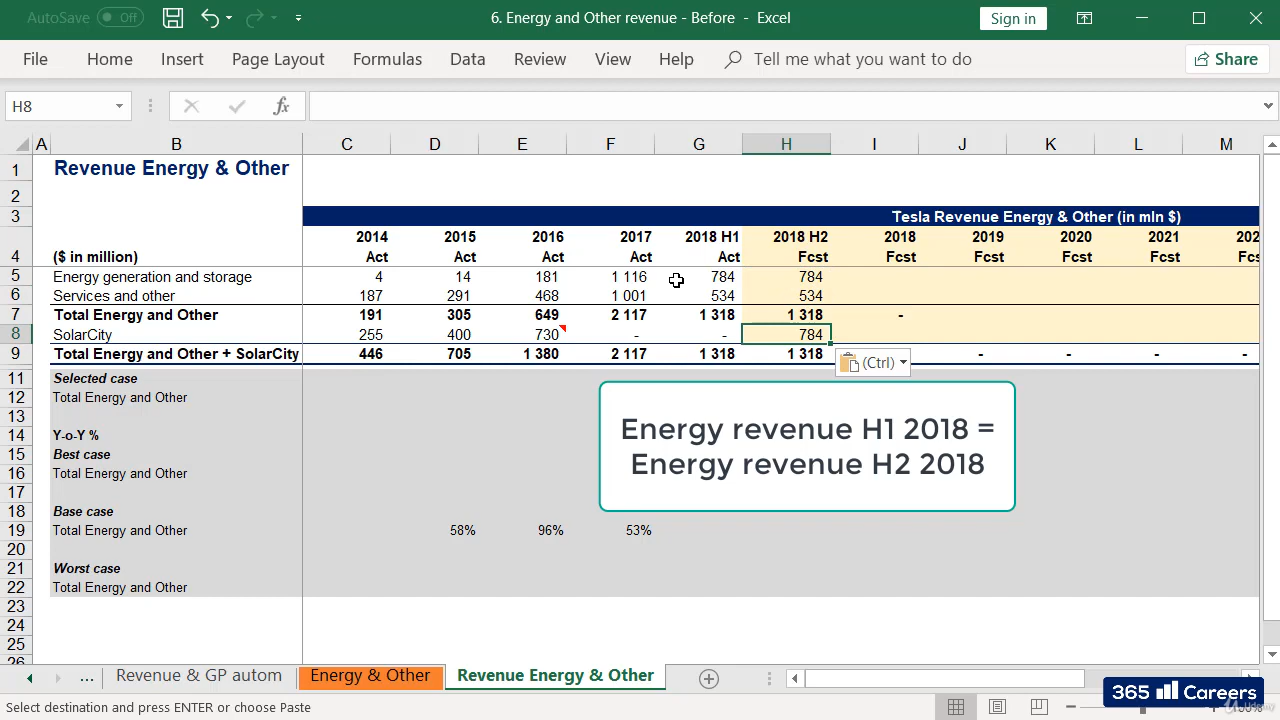 AutoSave Off 6. Energy and Other revenue - Before - Excel Sign in
File Home Insert Page Layout Formulas Data Review View Help Tell me what you want to do Share
H8 fx
A B C D E F G H I J K L M
1 Revenue Energy & Other
2
3 Tesla Revenue Energy & Other (in mln $)
2014 2015 2016 2017 2018 H1 2018 H2 2018 2019 2020 2021 202
4 ($ in million) Act Act Act Act Act Fcst Fcst Fcst Fcst Fcst Fc
5 Energy generation and storage 4 14 181 1 116 784 784
6 Services and other 187 291 468 1 001 534 534
7 Total Energy and Other 191 305 649 2 117 1 318 1 318 -
8 SolarCity 255 400 730 - - 784
9 Total Energy and Other + SolarCity 446 705 1 380 2 117 1 318 1 318 - - - -
(Ctrl)
11 Selected case
12 Total Energy and Other
13
14 Y-o-Y %
15 Best case
16 Total Energy and Other
17
18 Base case
19 Total Energy and Other 58% 96% 53%
20
21 Worst case
22 Total Energy and Other
23
24
25
26
Energy revenue H1 2018 =
Energy revenue H2 2018
... Revenue & GP autom Energy & Other Revenue Energy & Other
365 Careers
Select destination and press ENTER or choose Paste